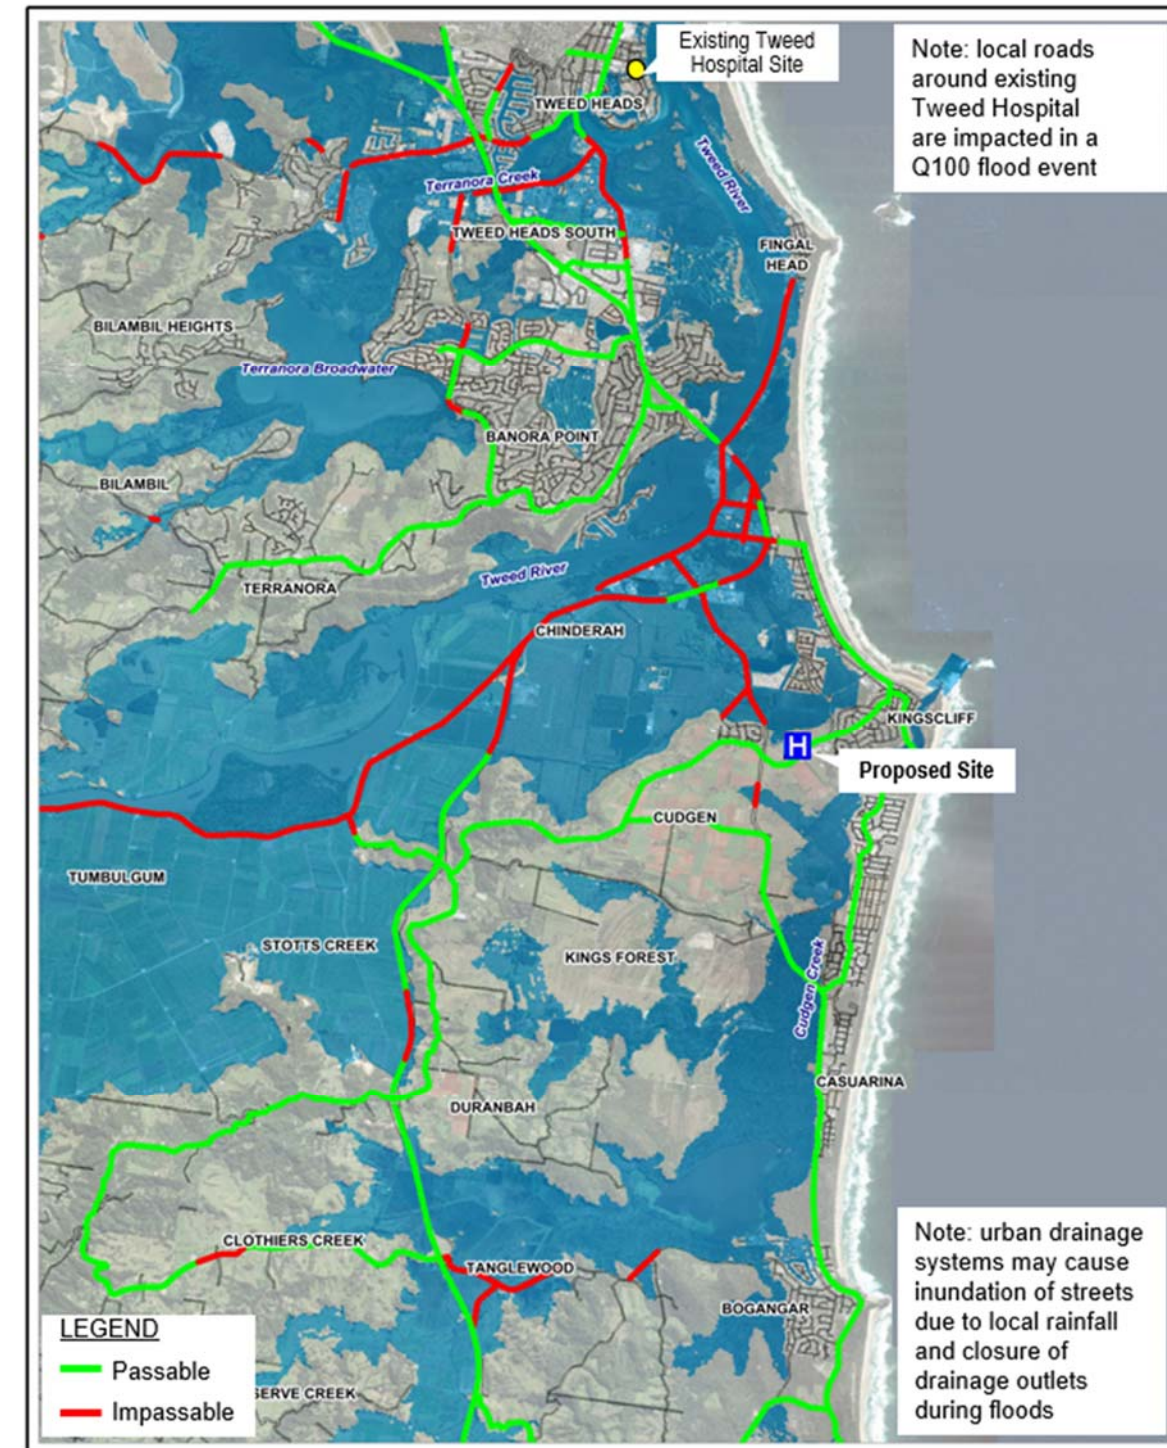 Existing Tweed
Hospital Site
Note: local roads
around existing
Tweed Hospital
are impacted in a
Q100 flood event
TWEED HEADS
Tweed River
Terranora Creek
TWEED HEADS SOUTH
FINGAL
HEAD
BILAMBIL HEIGHTS
Terranora Broadwater
BANORA POINT
BILAMBIL
Tweed River
TERRANORA
CHINDERAH
KINGSCLIFF
H
Proposed Site
CUDGEN
TUMBULGUM
STOTTS CREEK
KINGS FOREST
Cudgen Creek
CASUARINA
DURANBAH
CLOTHIERS CREEK
TANGLEWOOD
BOGANGAR
Note: urban drainage
systems may cause
inundation of streets
due to local rainfall
and closure of
drainage outlets
during floods
LEGEND
Passable
Impassable
SERVE CREEK